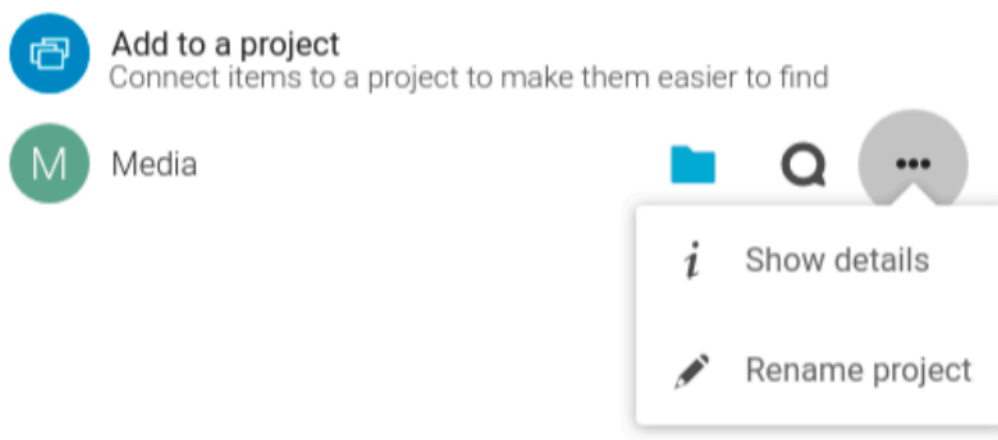 Add to a project
Connect items to a project to make them easier to find
M
Media
Show details
Rename project